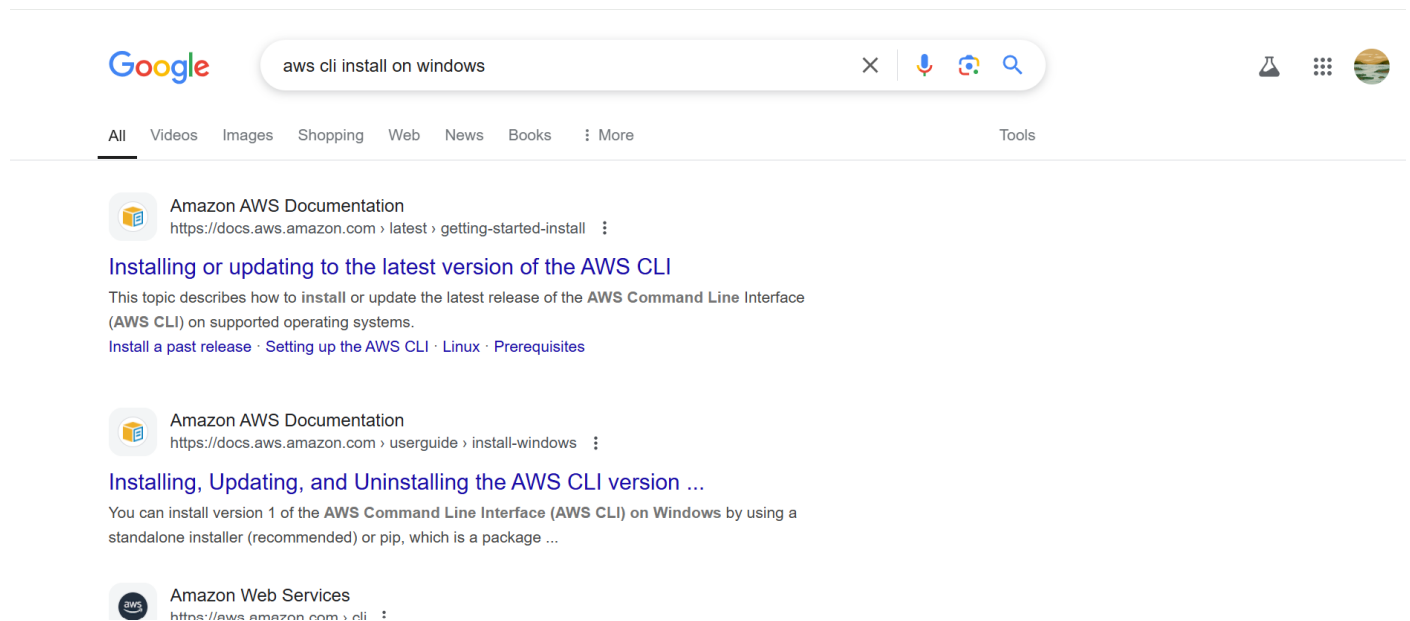 Google
aws cli install on windows
All Videos Images Shopping Web News Books More Tools
Amazon AWS Documentation
https://docs.aws.amazon.com › latest › getting-started-install
Installing or updating to the latest version of the AWS CLI
This topic describes how to install or update the latest release of the AWS Command Line Interface
(AWS CLI) on supported operating systems.
Install a past release · Setting up the AWS CLI · Linux · Prerequisites
Amazon AWS Documentation
https://docs.aws.amazon.com › userguide › install-windows
Installing, Updating, and Uninstalling the AWS CLI version ...
You can install version 1 of the AWS Command Line Interface (AWS CLI) on Windows by using a
standalone installer (recommended) or pip, which is a package ...
aws
Amazon Web Services
https://aws.amazon.com › cli